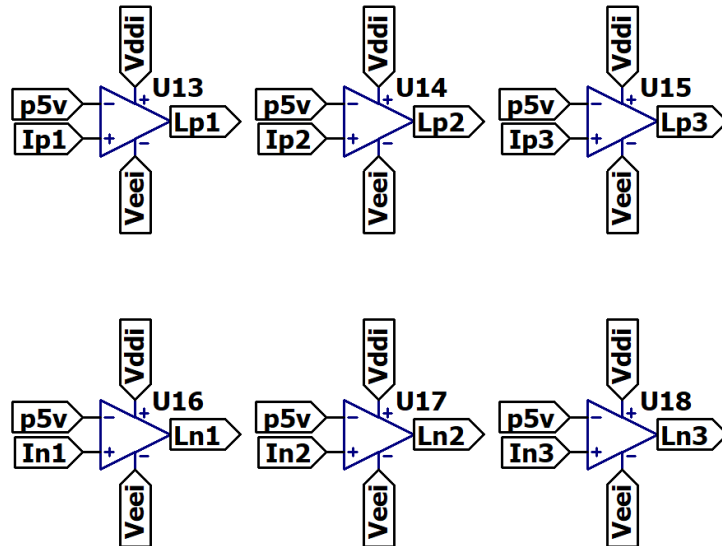 Vddi Vddi Vddi
U13 U14 U15
p5v Lp1 p5v Lp2 p5v Lp3
Ip1 Ip2 Ip3
Veei Veei Veei
Vddi Vddi Vddi
U16 U17 U18
p5v Ln1 p5v Ln2 p5v Ln3
In1 In2 In3
Veei Veei Veei